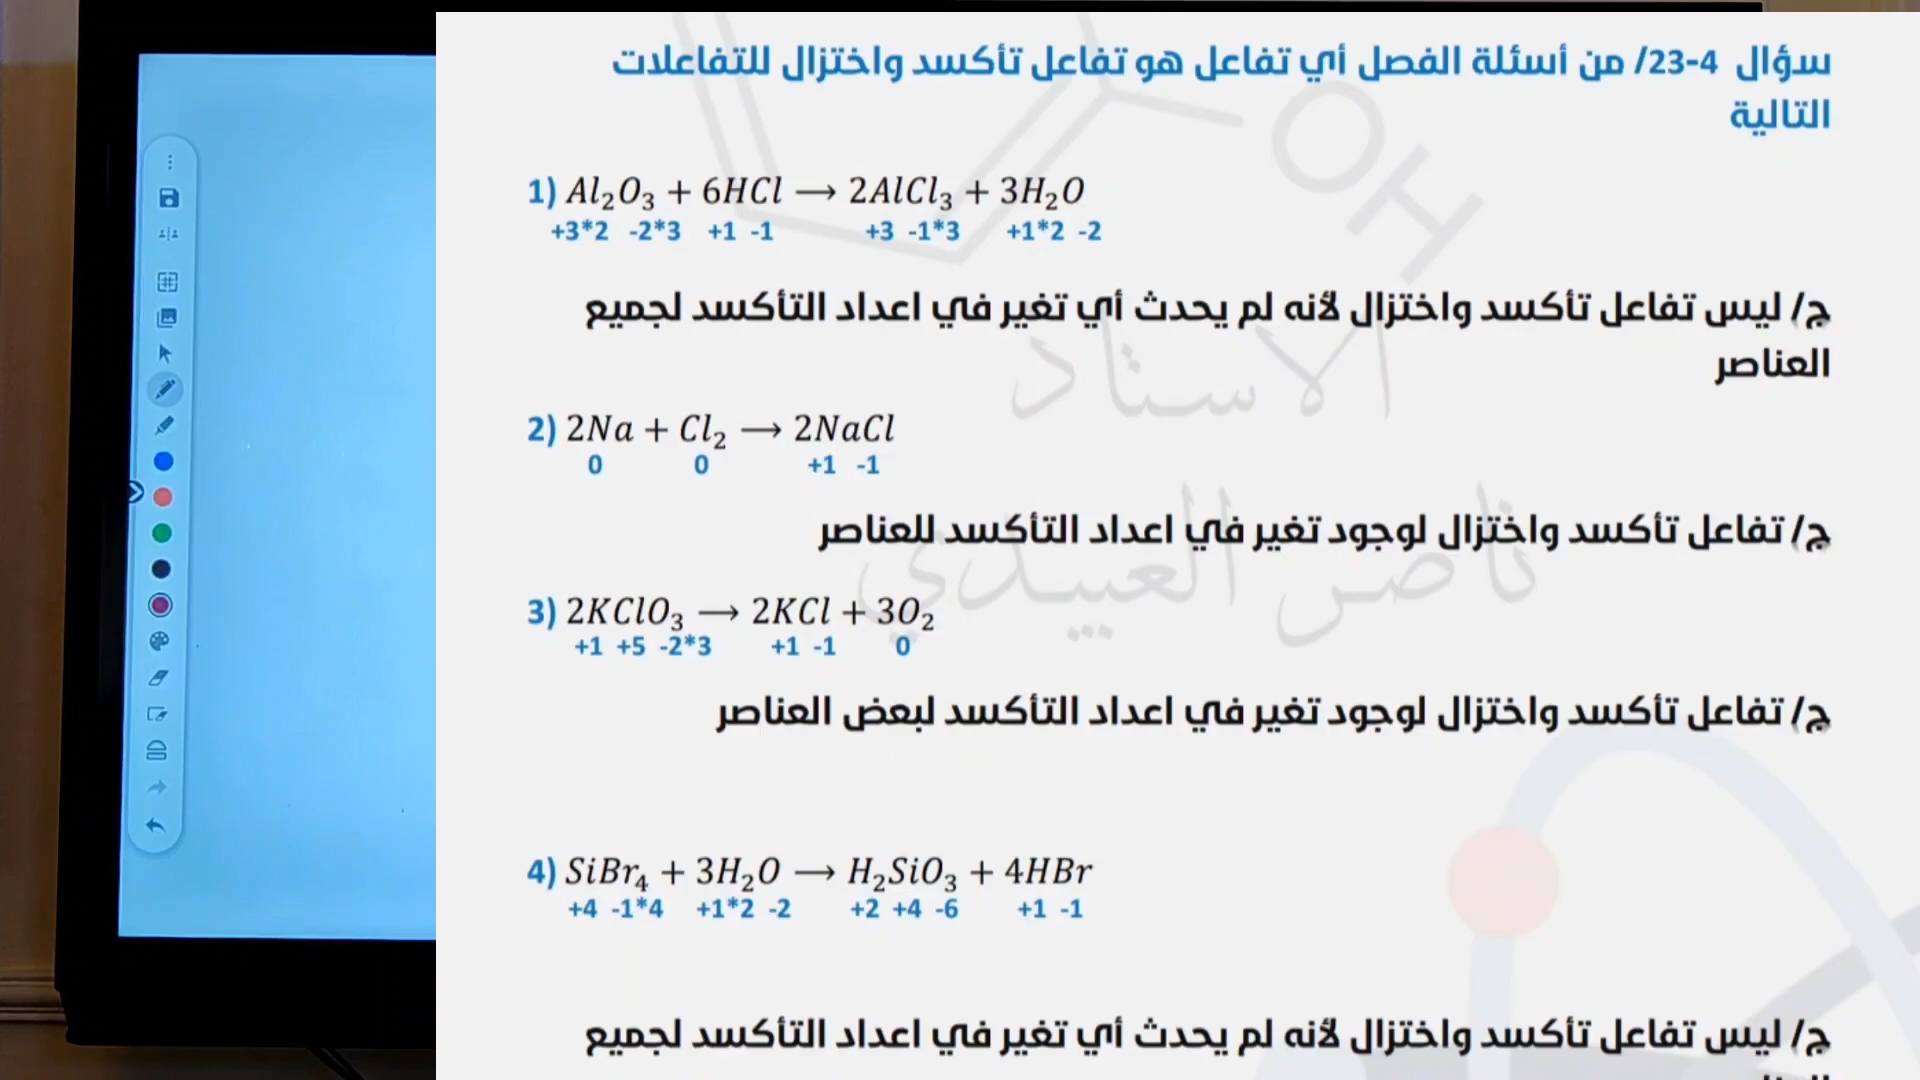 سؤال 4-23/ من أسئلة الفصل أي تفاعل هو تفاعل تأكسد واختزال للتفاعلات
التالية
1) Al₂O₃ + 6HCl ⟶ 2AlCl₃ + 3H₂O
+3*2 -2*3 +1 -1 +3 -1*3 +1*2 -2
ج/ ليس تفاعل تأكسد واختزال لأنه لم يحدث أي تغير في اعداد التأكسد لجميع
العناصر
2) 2Na + Cl₂ ⟶ 2NaCl
0 0 +1 -1
ج/ تفاعل تأكسد واختزال لوجود تغير في اعداد التأكسد للعناصر
3) 2KClO₃ ⟶ 2KCl + 3O₂
+1 +5 -2*3 +1 -1 0
ج/ تفاعل تأكسد واختزال لوجود تغير في اعداد التأكسد لبعض العناصر
4) SiBr₄ + 3H₂O ⟶ H₂SiO₃ + 4HBr
+4 -1*4 +1*2 -2 +2 +4 -6 +1 -1
ج/ ليس تفاعل تأكسد واختزال لأنه لم يحدث أي تغير في اعداد التأكسد لجميع
OH
الاستاد
ناصر العبيدي